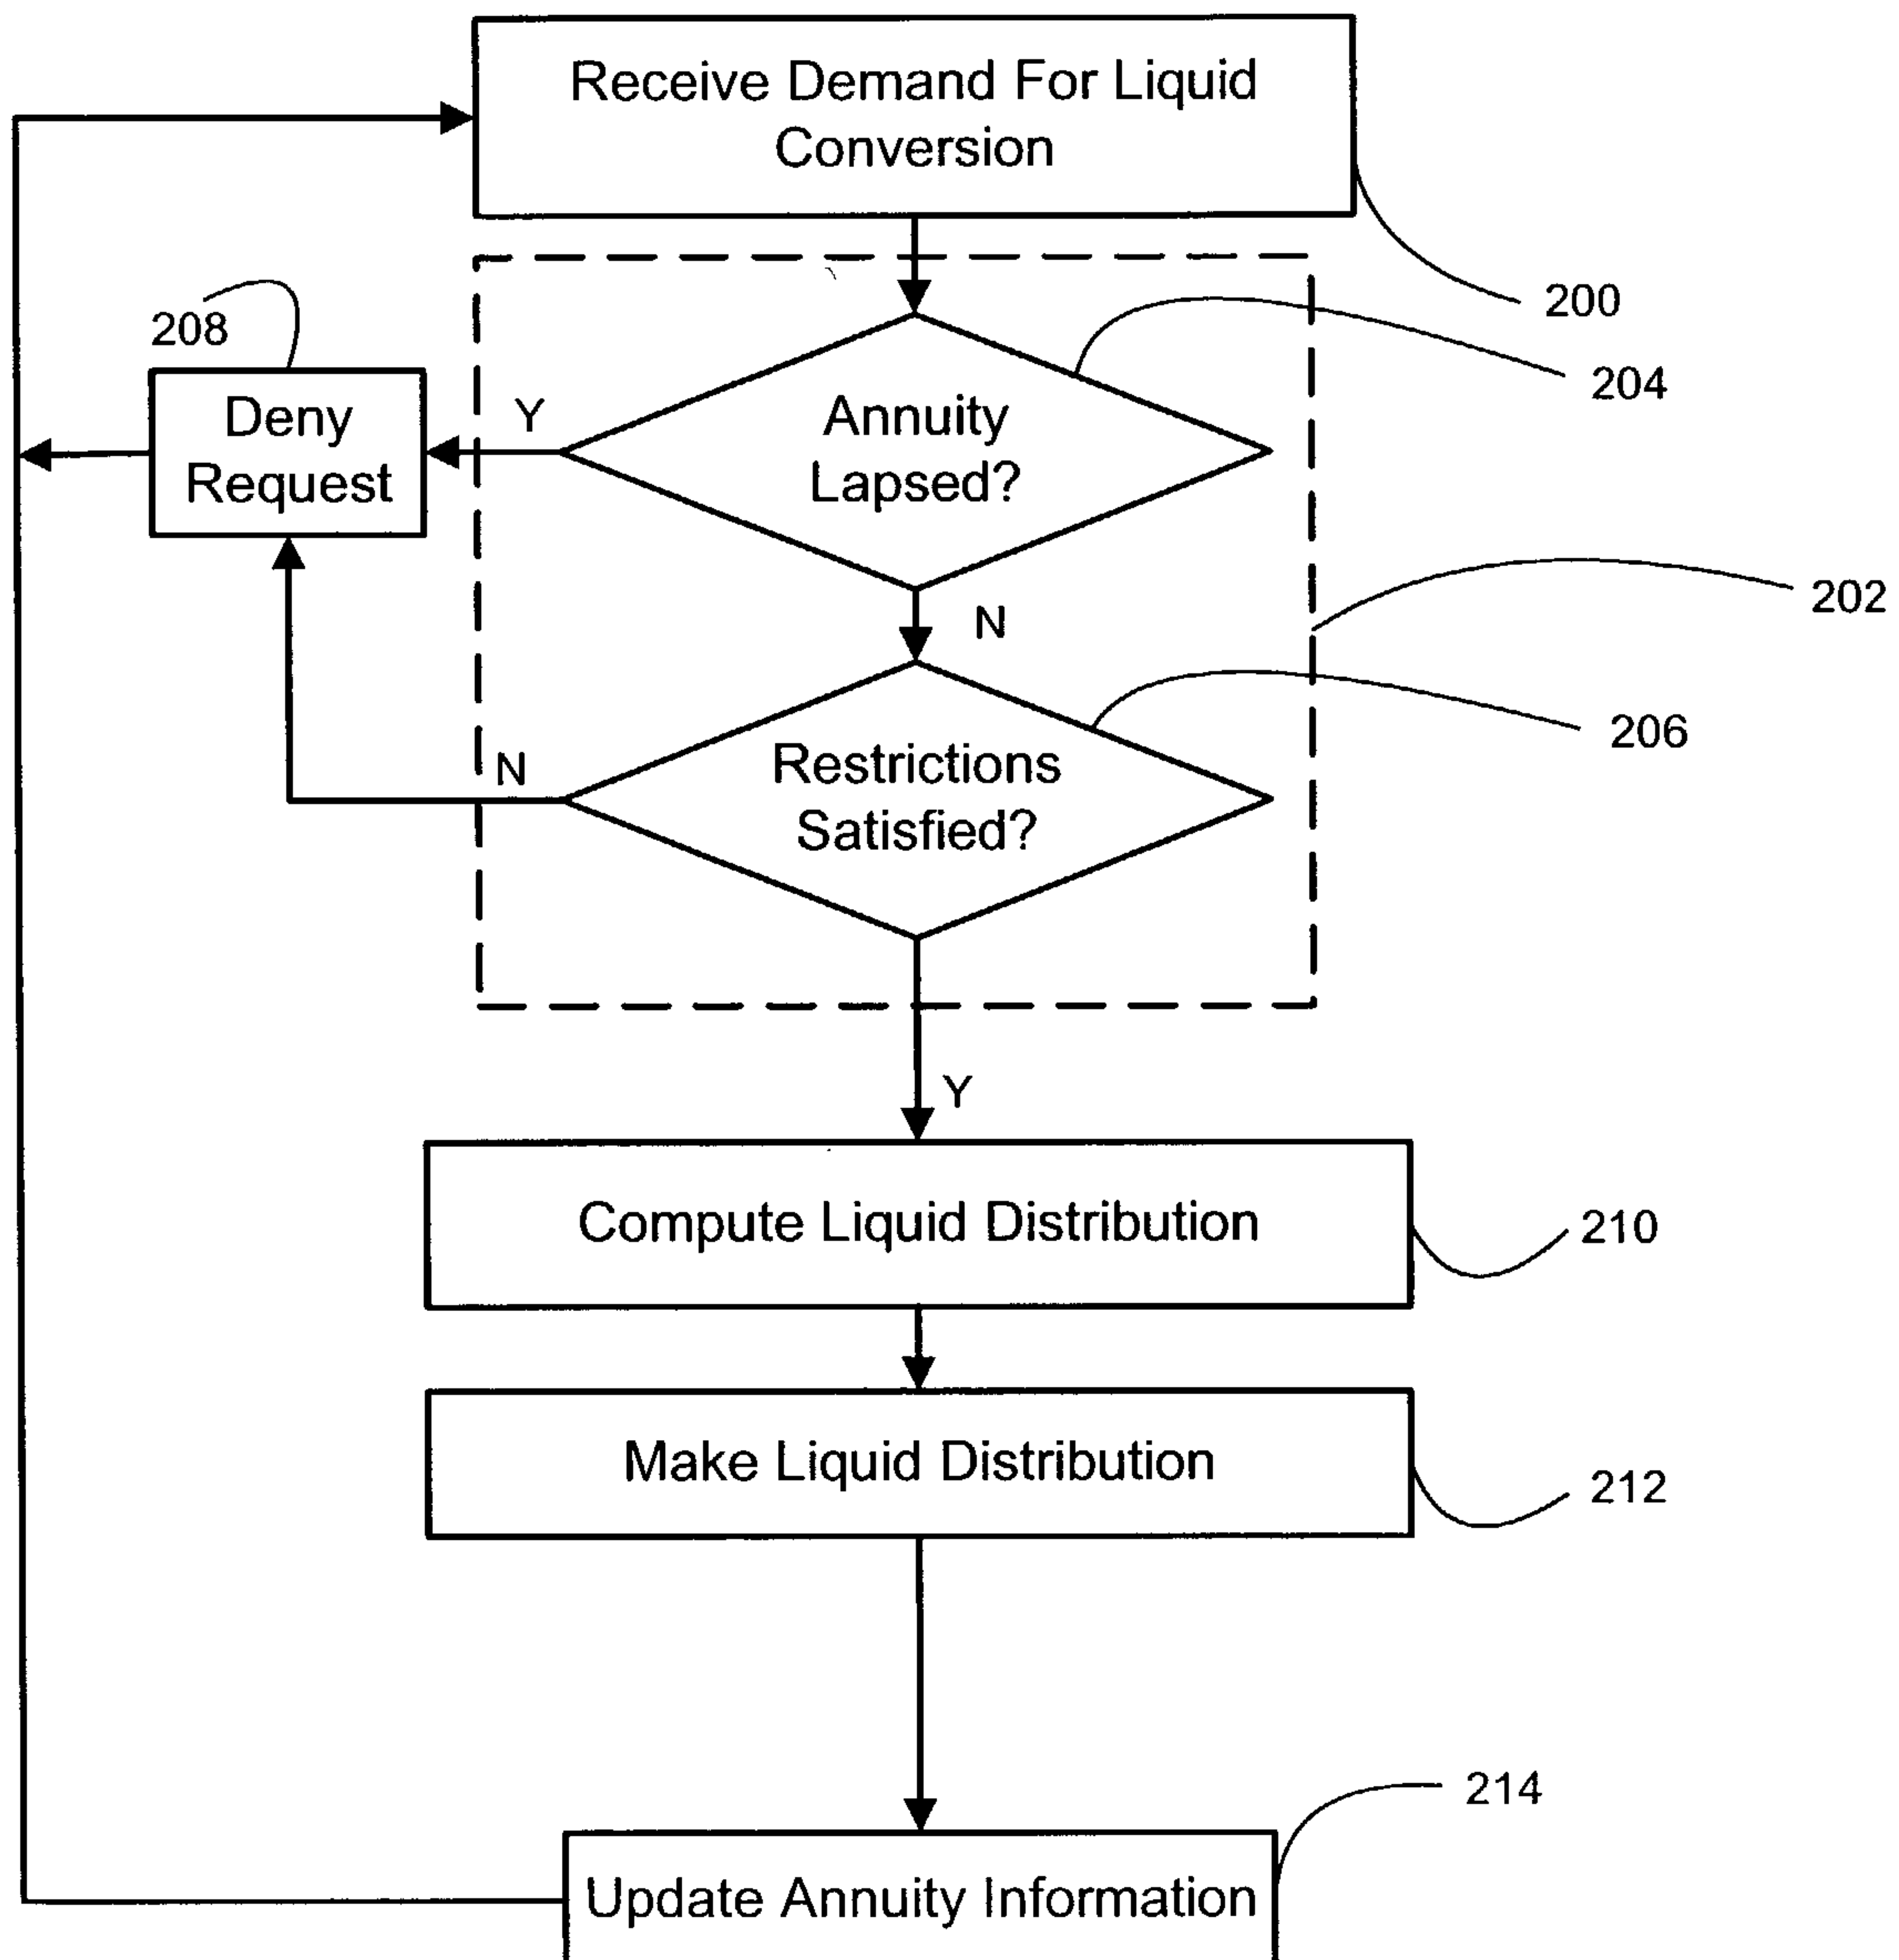 Receive Demand For Liquid
Conversion
200
208
204
Deny
Request
Y
Annuity
Lapsed?
202
N
206
N
Restrictions
Satisfied?
Y
Compute Liquid Distribution
210
Make Liquid Distribution
212
214
Update Annuity Information